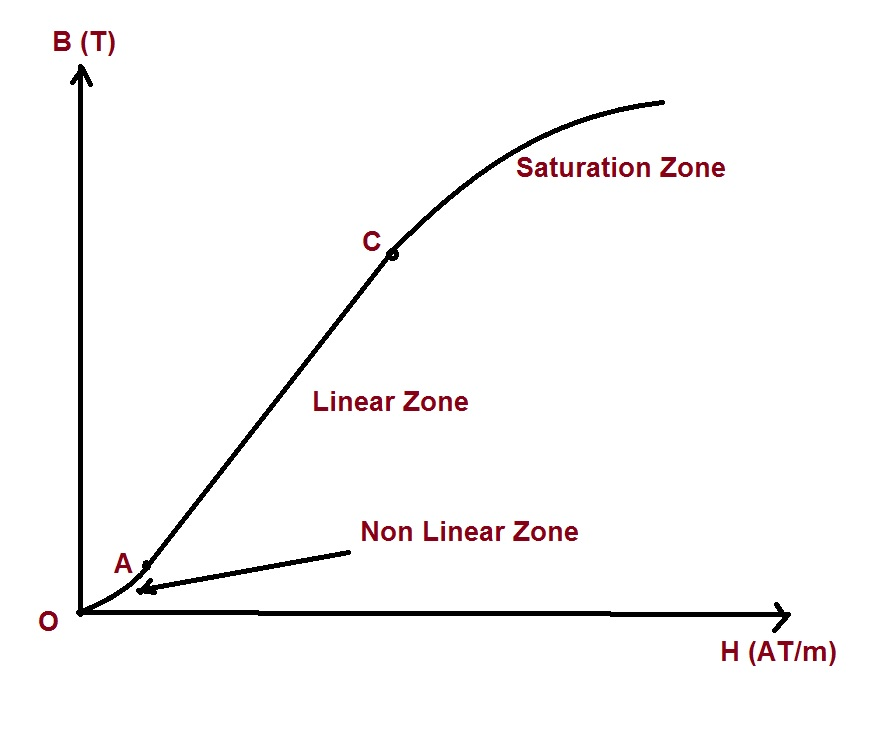 B (T)
Saturation Zone
C
Linear Zone
Non Linear Zone
A
O
H (AT/m)